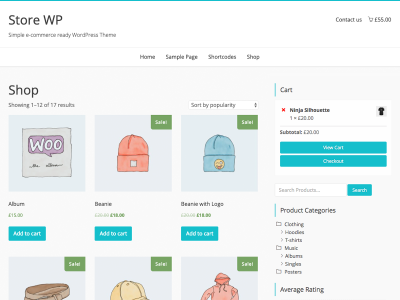 Store WP
Simple e-commerce ready WordPress Theme
Contact us £55.00
Home Sample Page Shortcodes Shop
Shop
Showing 1–12 of 17 results
Sort by popularity
WOO
Album
£15.00
Add to cart
Sale!
Beanie
£20.00 £18.00
Add to cart
Sale!
Beanie with Logo
£20.00 £18.00
Add to cart
Sale!
Sale!
Sale!
Cart
Ninja Silhouette
1 × £20.00
Subtotal: £20.00
View Cart
Checkout
Search Products...
Search
Product Categories
Clothing
Hoodies
T-shirts
Music
Albums
Singles
Posters
Average Rating